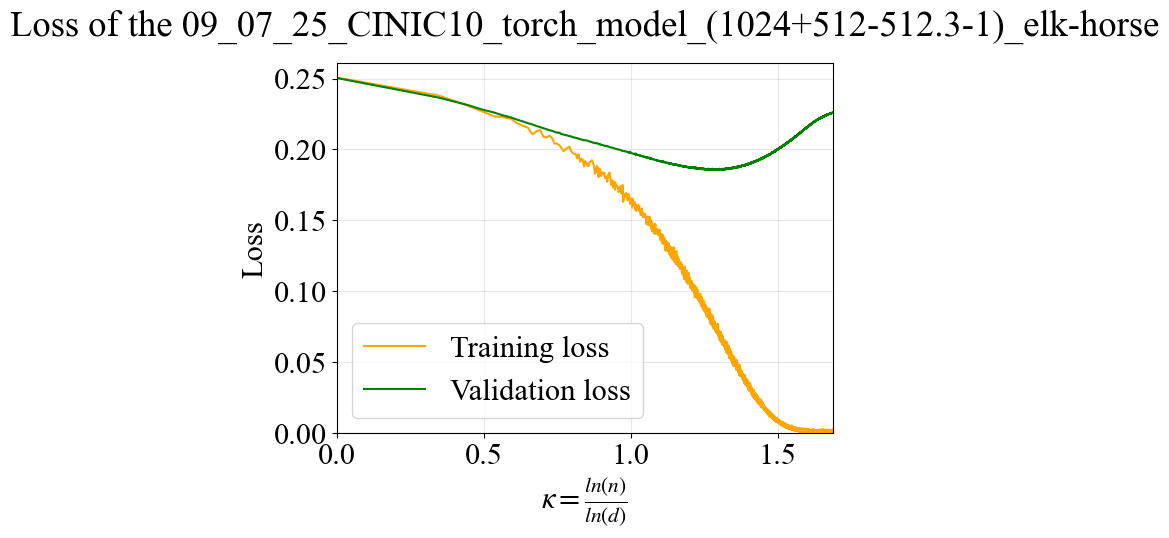 Loss of the 09_07_25_CINIC10_torch_model_(1024+512-512.3-1)_elk-horse
0.25
0.20
0.15
0.10
0.05
0.00
Loss
Training loss
Validation loss
0.0 0.5 1.0 1.5
κ = ln(n)/ln(d)